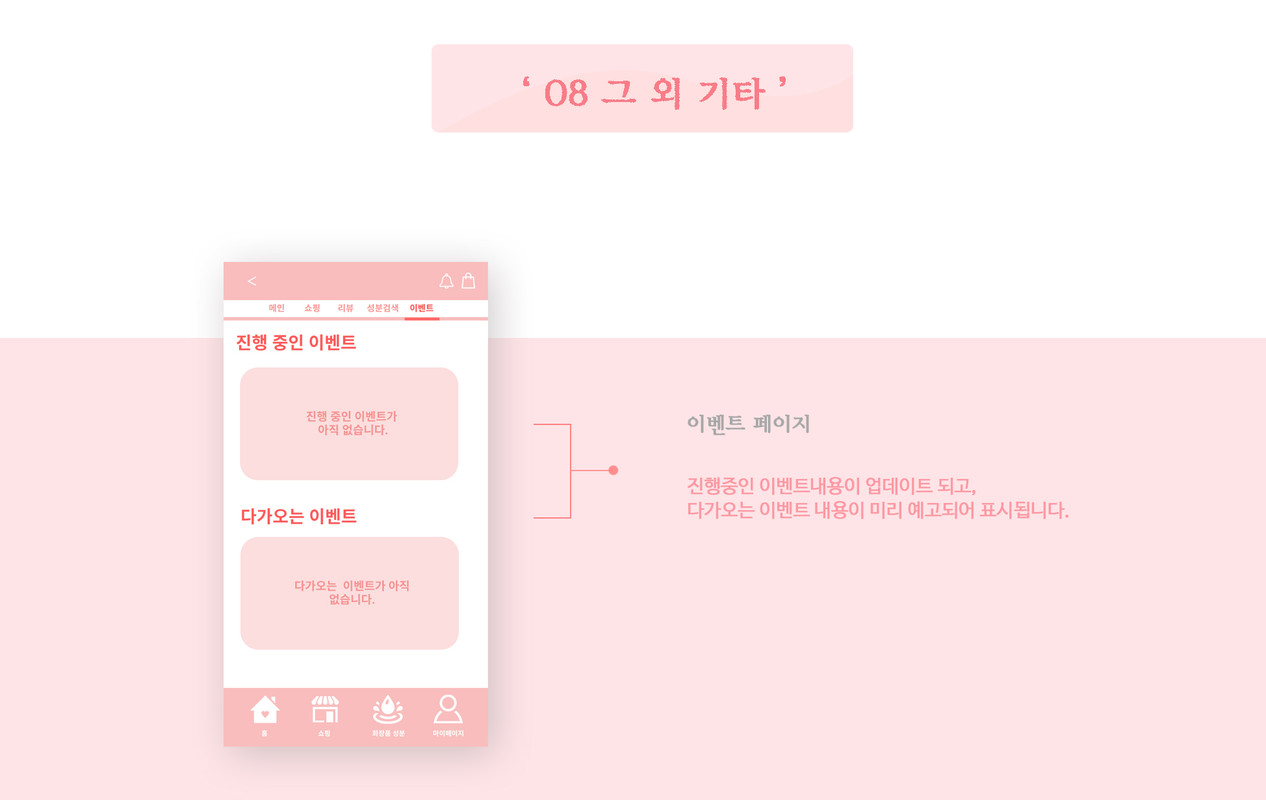 ‘ 08 그 외 기타 ’
<
메인 쇼핑 리뷰 성분검색 이벤트
진행 중인 이벤트
진행 중인 이벤트가
아직 없습니다.
다가오는 이벤트
다가오는 이벤트가 아직
없습니다.
홈 쇼핑 화장품 성분 마이페이지
이벤트 페이지
진행중인 이벤트내용이 업데이트 되고,
다가오는 이벤트 내용이 미리 예고되어 표시됩니다.